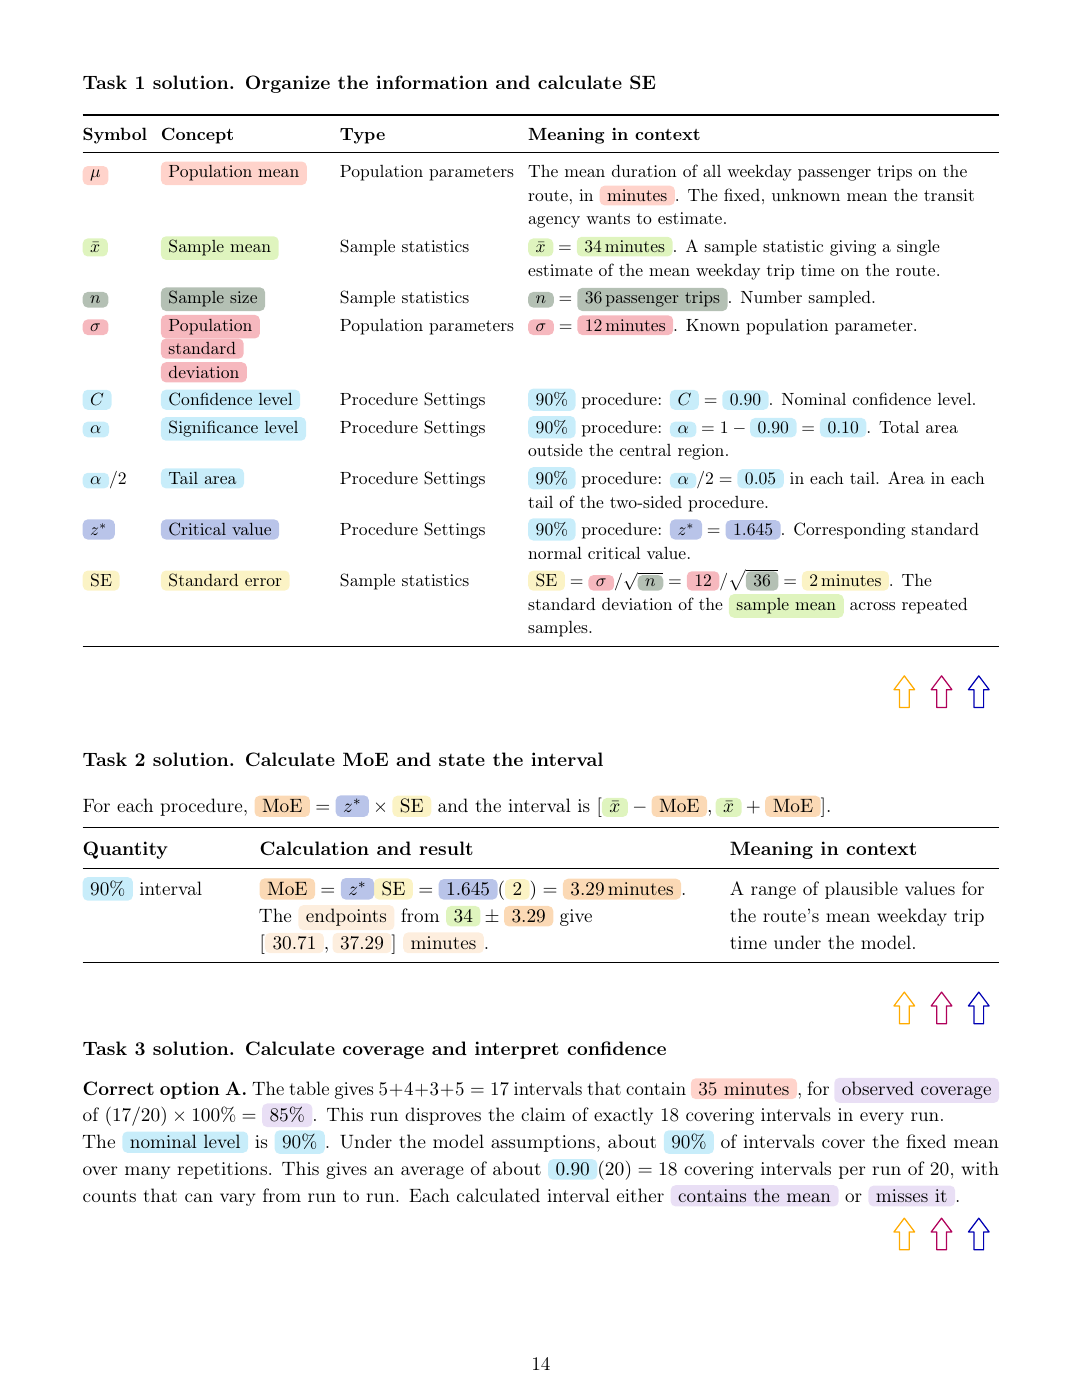 Task 1 solution. Organize the information and calculate SE
Symbol Concept Type Meaning in context
μ Population mean Population parameters The mean duration of all weekday passenger trips on the
route, in minutes. The fixed, unknown mean the transit
agency wants to estimate.
x̄ Sample mean Sample statistics x̄ = 34 minutes. A sample statistic giving a single
estimate of the mean weekday trip time on the route.
n Sample size Sample statistics n = 36 passenger trips. Number sampled.
σ Population Population parameters σ = 12 minutes. Known population parameter.
standard
deviation
C Confidence level Procedure Settings 90% procedure: C = 0.90. Nominal confidence level.
α Significance level Procedure Settings 90% procedure: α = 1 − 0.90 = 0.10. Total area
outside the central region.
α/2 Tail area Procedure Settings 90% procedure: α/2 = 0.05 in each tail. Area in each
tail of the two-sided procedure.
z* Critical value Procedure Settings 90% procedure: z* = 1.645. Corresponding standard
normal critical value.
SE Standard error Sample statistics SE = σ/√n = 12/√36 = 2 minutes. The
standard deviation of the sample mean across repeated
samples.
Task 2 solution. Calculate MoE and state the interval
For each procedure, MoE = z* × SE and the interval is [x̄ − MoE, x̄ + MoE].
Quantity Calculation and result Meaning in context
90% interval MoE = z* SE = 1.645(2) = 3.29 minutes. A range of plausible values for
The endpoints from 34 ± 3.29 give the route's mean weekday trip
[30.71, 37.29] minutes. time under the model.
Task 3 solution. Calculate coverage and interpret confidence
Correct option A. The table gives 5+4+3+5 = 17 intervals that contain 35 minutes, for observed coverage
of (17/20) × 100% = 85%. This run disproves the claim of exactly 18 covering intervals in every run.
The nominal level is 90%. Under the model assumptions, about 90% of intervals cover the fixed mean
over many repetitions. This gives an average of about 0.90(20) = 18 covering intervals per run of 20, with
counts that can vary from run to run. Each calculated interval either contains the mean or misses it.
14